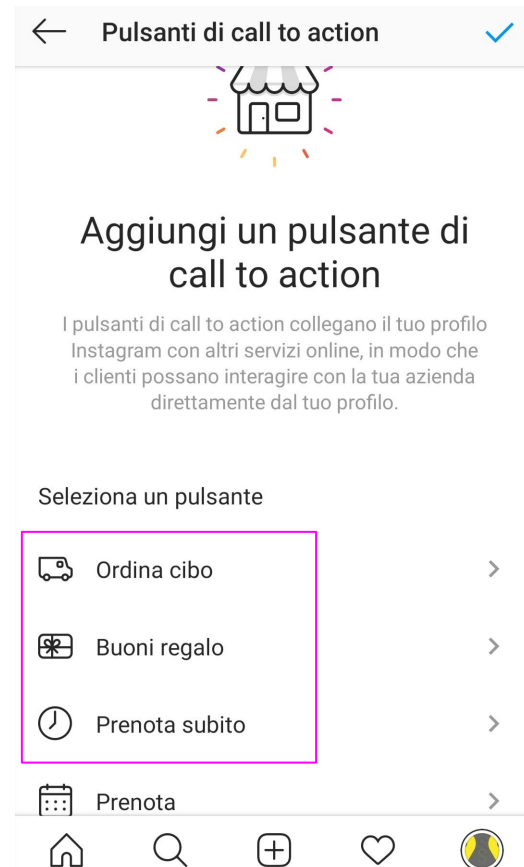 Pulsanti di call to action
Aggiungi un pulsante di
call to action
I pulsanti di call to action collegano il tuo profilo
Instagram con altri servizi online, in modo che
i clienti possano interagire con la tua azienda
direttamente dal tuo profilo.
Seleziona un pulsante
Ordina cibo
Buoni regalo
Prenota subito
Prenota